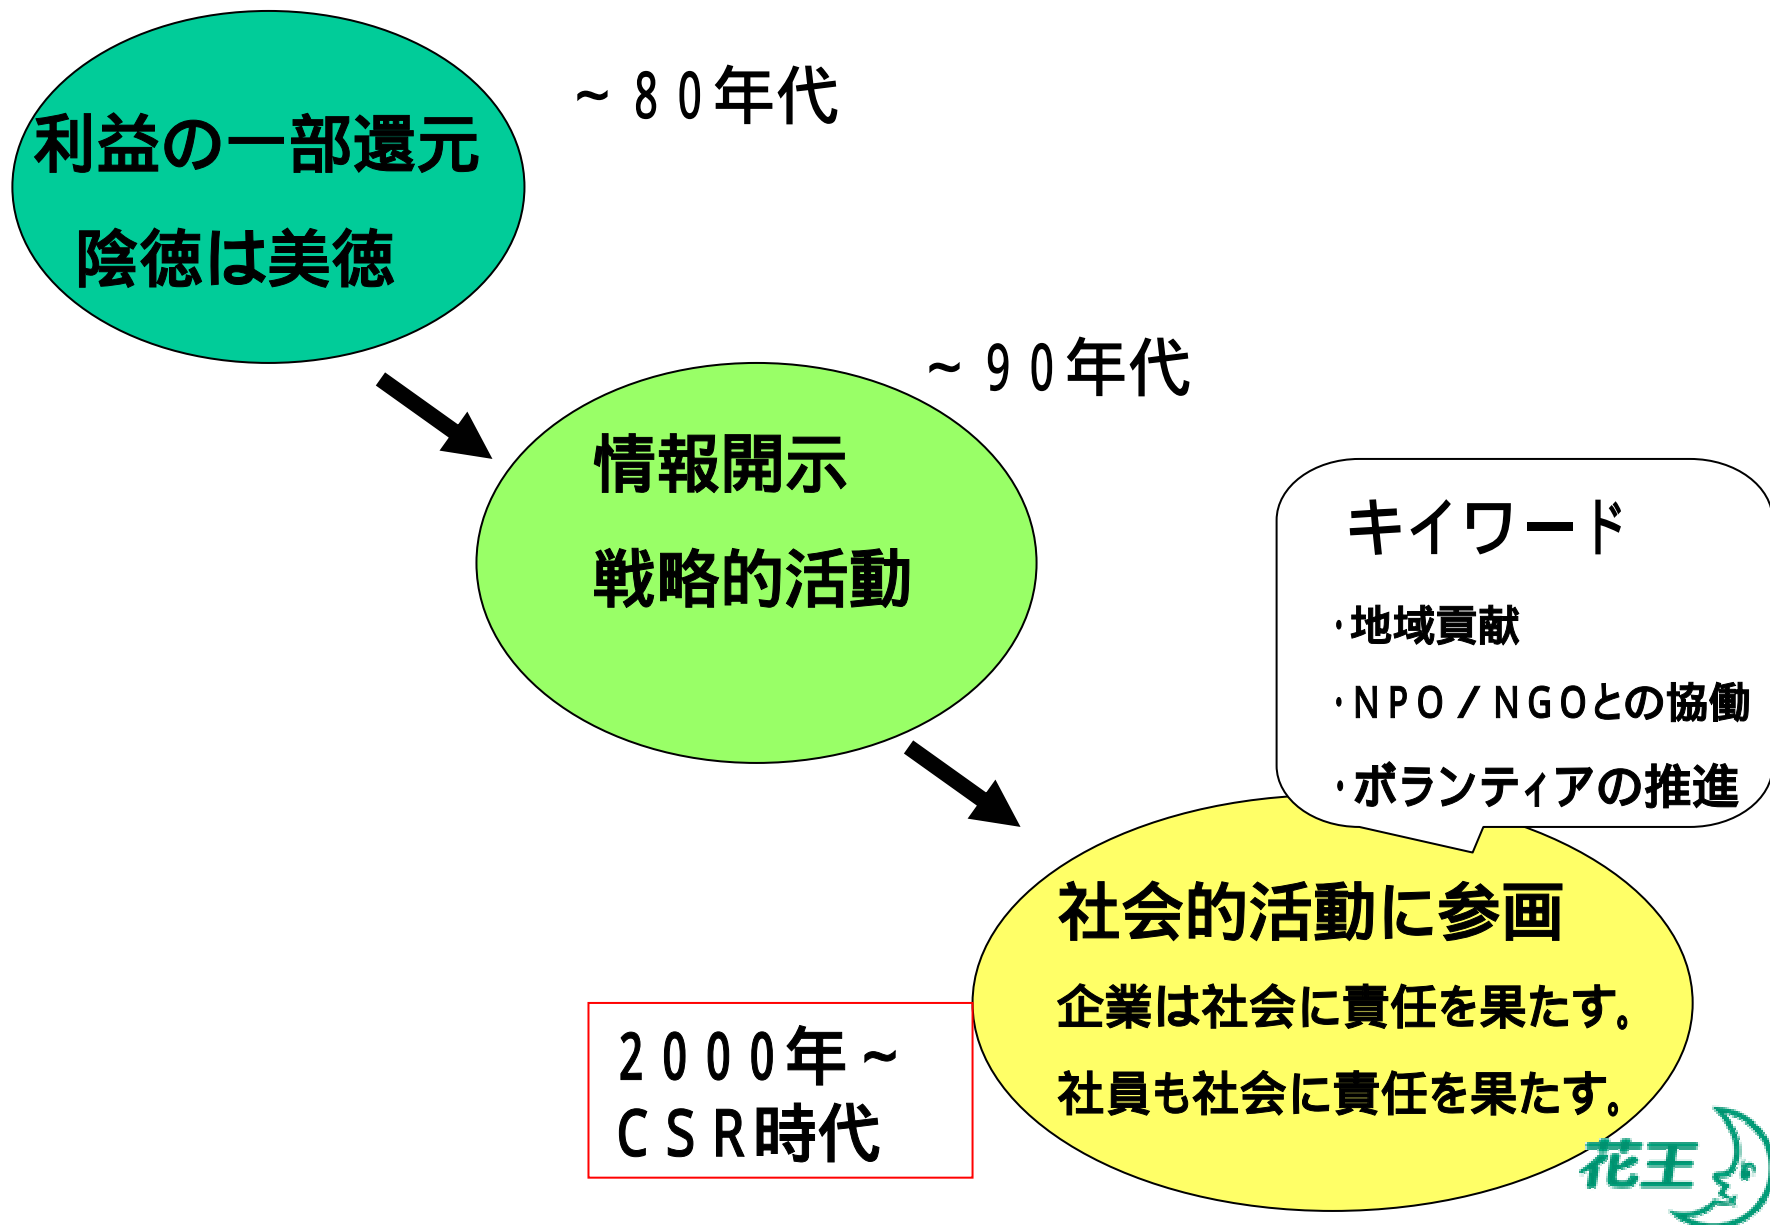 ～８０年代
利益の一部還元
陰徳は美徳
～９０年代
情報開示
戦略的活動
キイワード
・地域貢献
・ＮＰＯ／ＮＧＯとの協働
・ボランティアの推進
社会的活動に参画
企業は社会に責任を果たす。
社員も社会に責任を果たす。
２０００年～
ＣＳＲ時代
花王